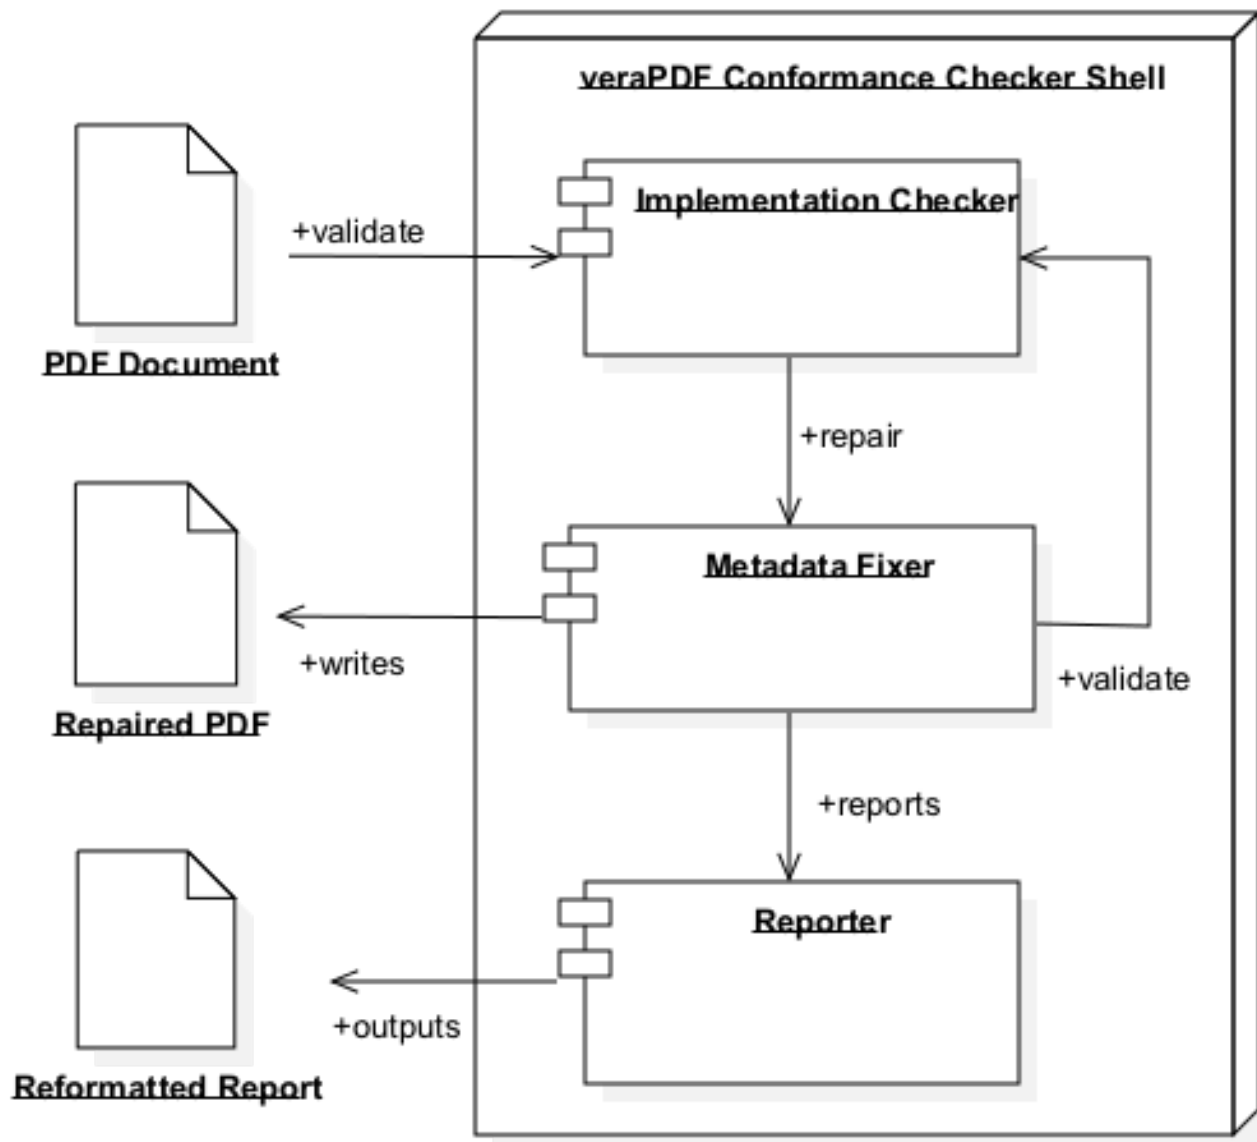 veraPDF Conformance Checker Shell
Implementation Checker
+validate
PDF Document
+repair
Metadata Fixer
+writes
+validate
Repaired PDF
+reports
Reporter
+outputs
Reformatted Report